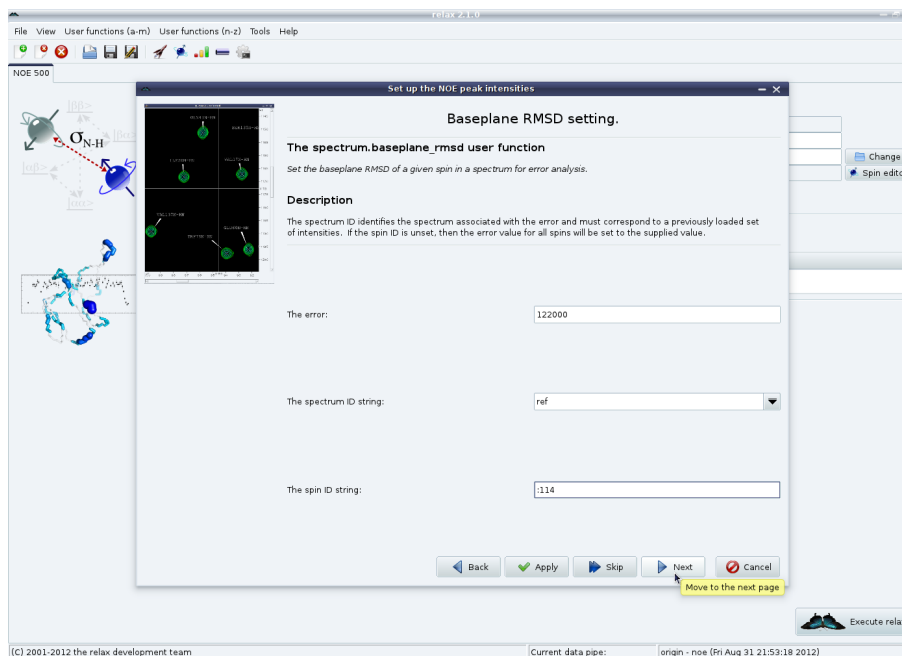 relax 2.1.0
File View User functions (a-m) User functions (n-z) Tools Help
NOE 500
Set up the NOE peak intensities
σN-H
|ββ>
|αα>
Baseplane RMSD setting.
The spectrum.baseplane_rmsd user function
Set the baseplane RMSD of a given spin in a spectrum for error analysis.
Description
The spectrum ID identifies the spectrum associated with the error and must correspond to a previously loaded set
of intensities. If the spin ID is unset, then the error value for all spins will be set to the supplied value.
Change
Spin edito
The error:
122000
The spectrum ID string:
ref
The spin ID string:
:114
Back Apply Skip Next Cancel
Move to the next page
Execute rela
(C) 2001-2012 the relax development team
Current data pipe:
origin - noe (Fri Aug 31 21:53:18 2012)